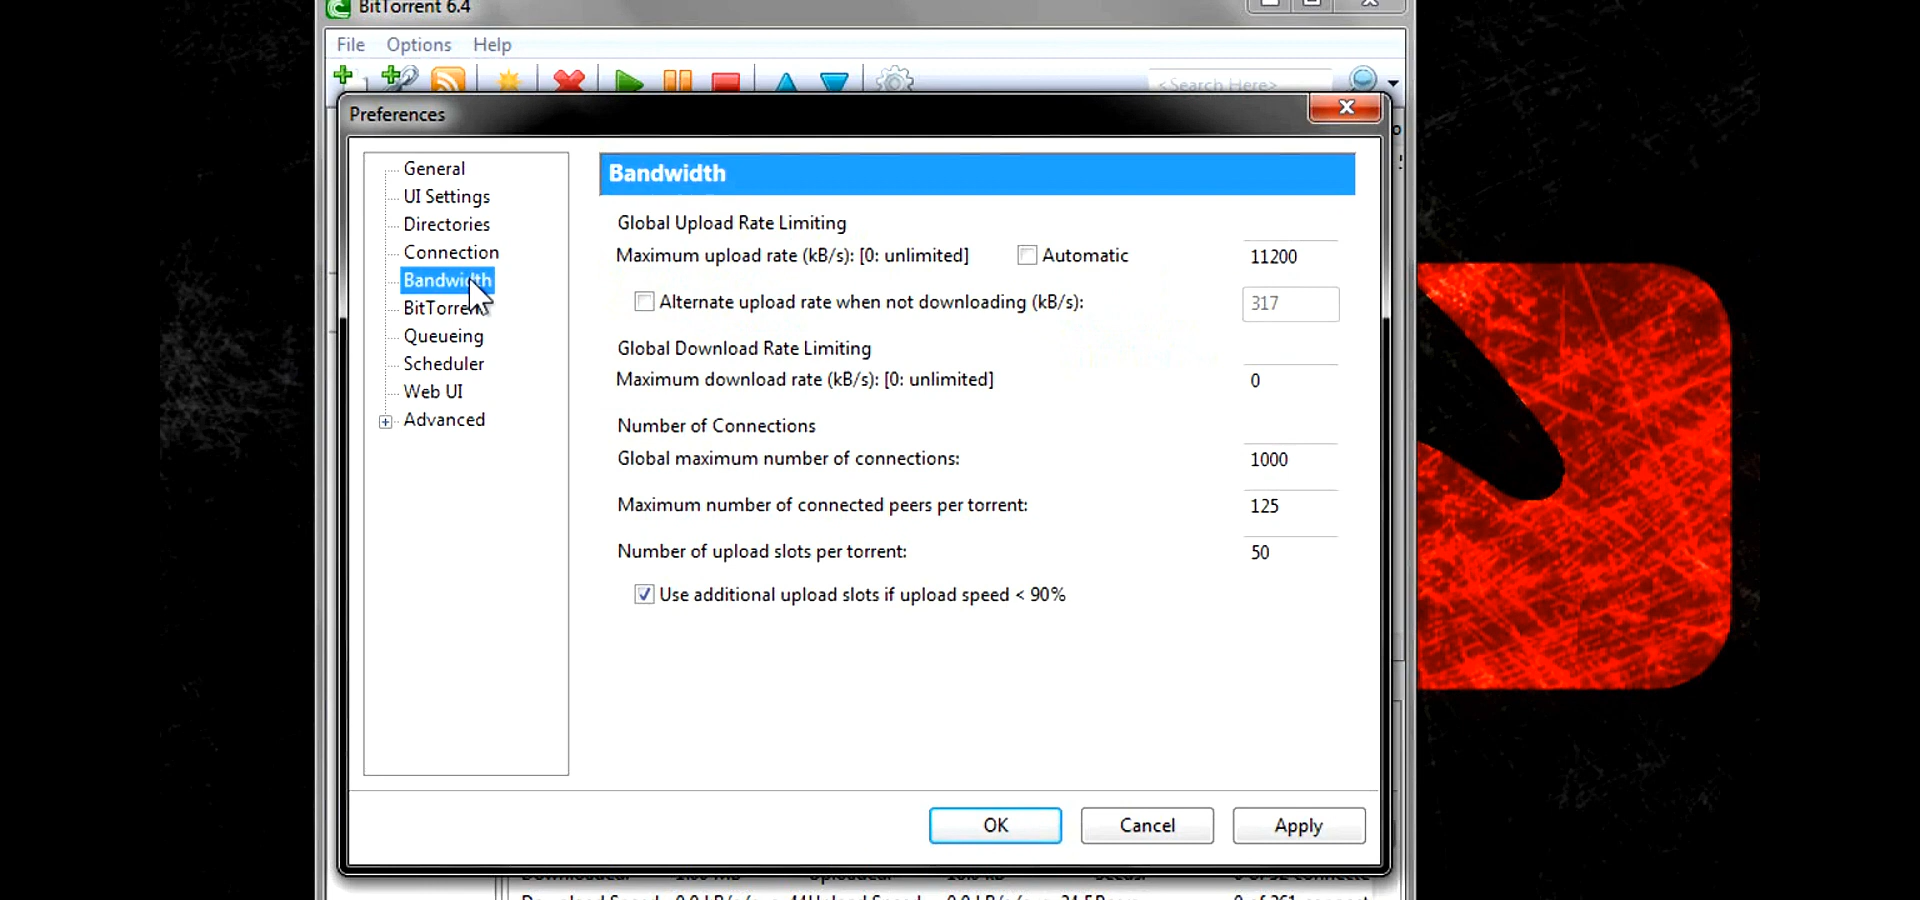 BitTorrent 6.4
File Options Help
<Search Here>
Preferences
General
UI Settings
Directories
Connection
Bandwidth
BitTorrent
Queueing
Scheduler
Web UI
Advanced
Bandwidth
Global Upload Rate Limiting
Maximum upload rate (kB/s): [0: unlimited] Automatic 11200
Alternate upload rate when not downloading (kB/s): 317
Global Download Rate Limiting
Maximum download rate (kB/s): [0: unlimited] 0
Number of Connections
Global maximum number of connections: 1000
Maximum number of connected peers per torrent: 125
Number of upload slots per torrent: 50
Use additional upload slots if upload speed < 90%
OK Cancel Apply